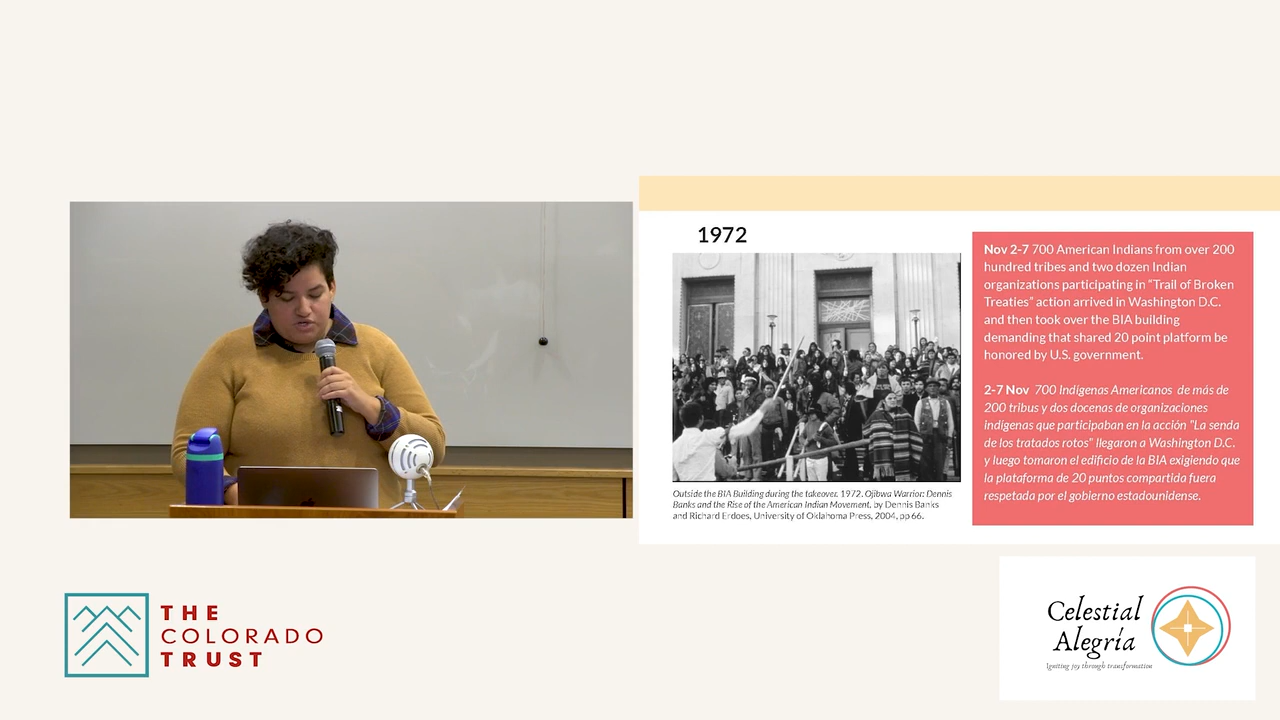 1972
Nov 2-7 700 American Indians from over 200
hundred tribes and two dozen Indian
organizations participating in "Trail of Broken
Treaties" action arrived in Washington D.C.
and then took over the BIA building
demanding that shared 20 point platform be
honored by U.S. government.
2-7 Nov 700 Indígenas Americanos de más de
200 tribus y dos docenas de organizaciones
indígenas que participaban en la acción "La senda
de los tratados rotos" llegaron a Washington D.C.
y luego tomaron el edificio de la BIA exigiendo que
la plataforma de 20 puntos compartida fuera
respetada por el gobierno estadounidense.
Outside the BIA Building during the takeover. 1972. Ojibwa Warrior: Dennis
Banks and the Rise of the American Indian Movement, by Dennis Banks
and Richard Erdoes, University of Oklahoma Press, 2004, pp 66.
THE
COLORADO
TRUST
Celestial
Alegría
Igniting joy through transformation